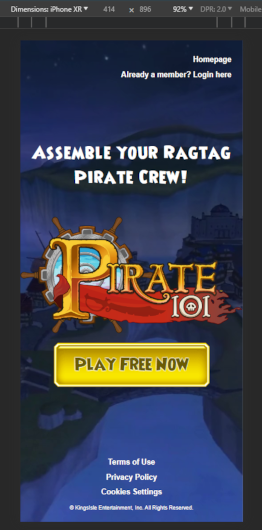 Dimensions: iPhone XR ▼ 414 x 896 92% ▼ DPR: 2.0 ▼ Mobile
Homepage
Already a member? Login here
Assemble your Ragtag
Pirate Crew!
PIRATE
101
PLAY FREE NOW
Terms of Use
Privacy Policy
Cookies Settings
© KingsIsle Entertainment, Inc. All Rights Reserved.